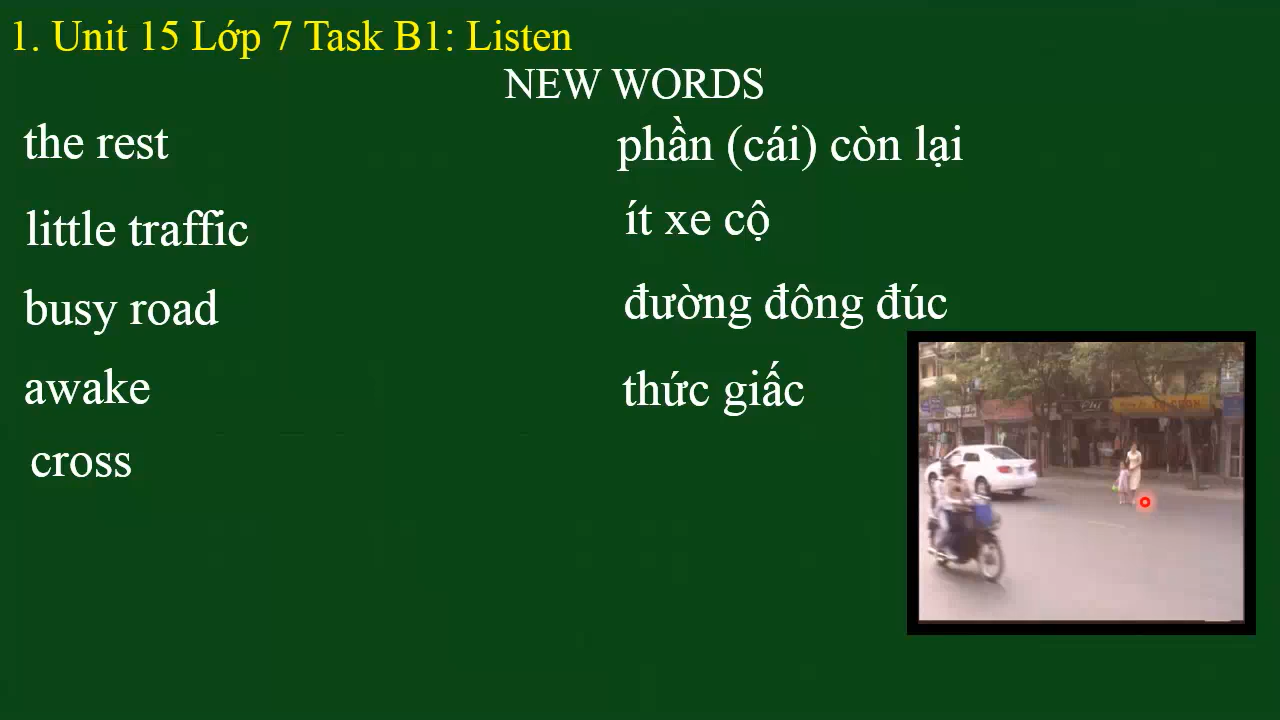 1. Unit 15 Lớp 7 Task B1: Listen
NEW WORDS
the rest phần (cái) còn lại
little traffic ít xe cộ
busy road đường đông đúc
awake thức giấc
cross